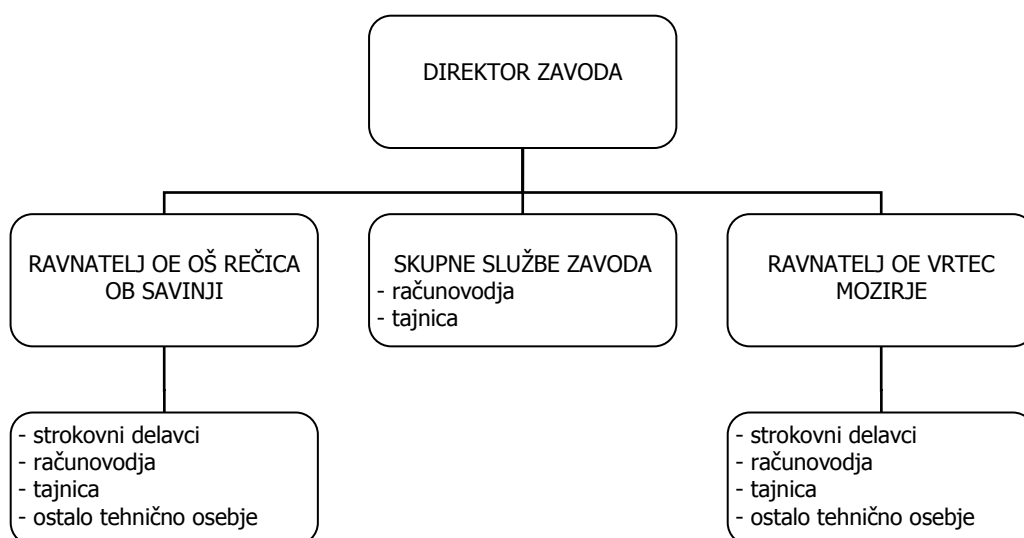 DIREKTOR ZAVODA
RAVNATELJ OE OŠ REČICA
OB SAVINJI
SKUPNE SLUŽBE ZAVODA
- računovodja
- tajnica
RAVNATELJ OE VRTEC
MOZIRJE
- strokovni delavci
- računovodja
- tajnica
- ostalo tehnično osebje
- strokovni delavci
- računovodja
- tajnica
- ostalo tehnično osebje